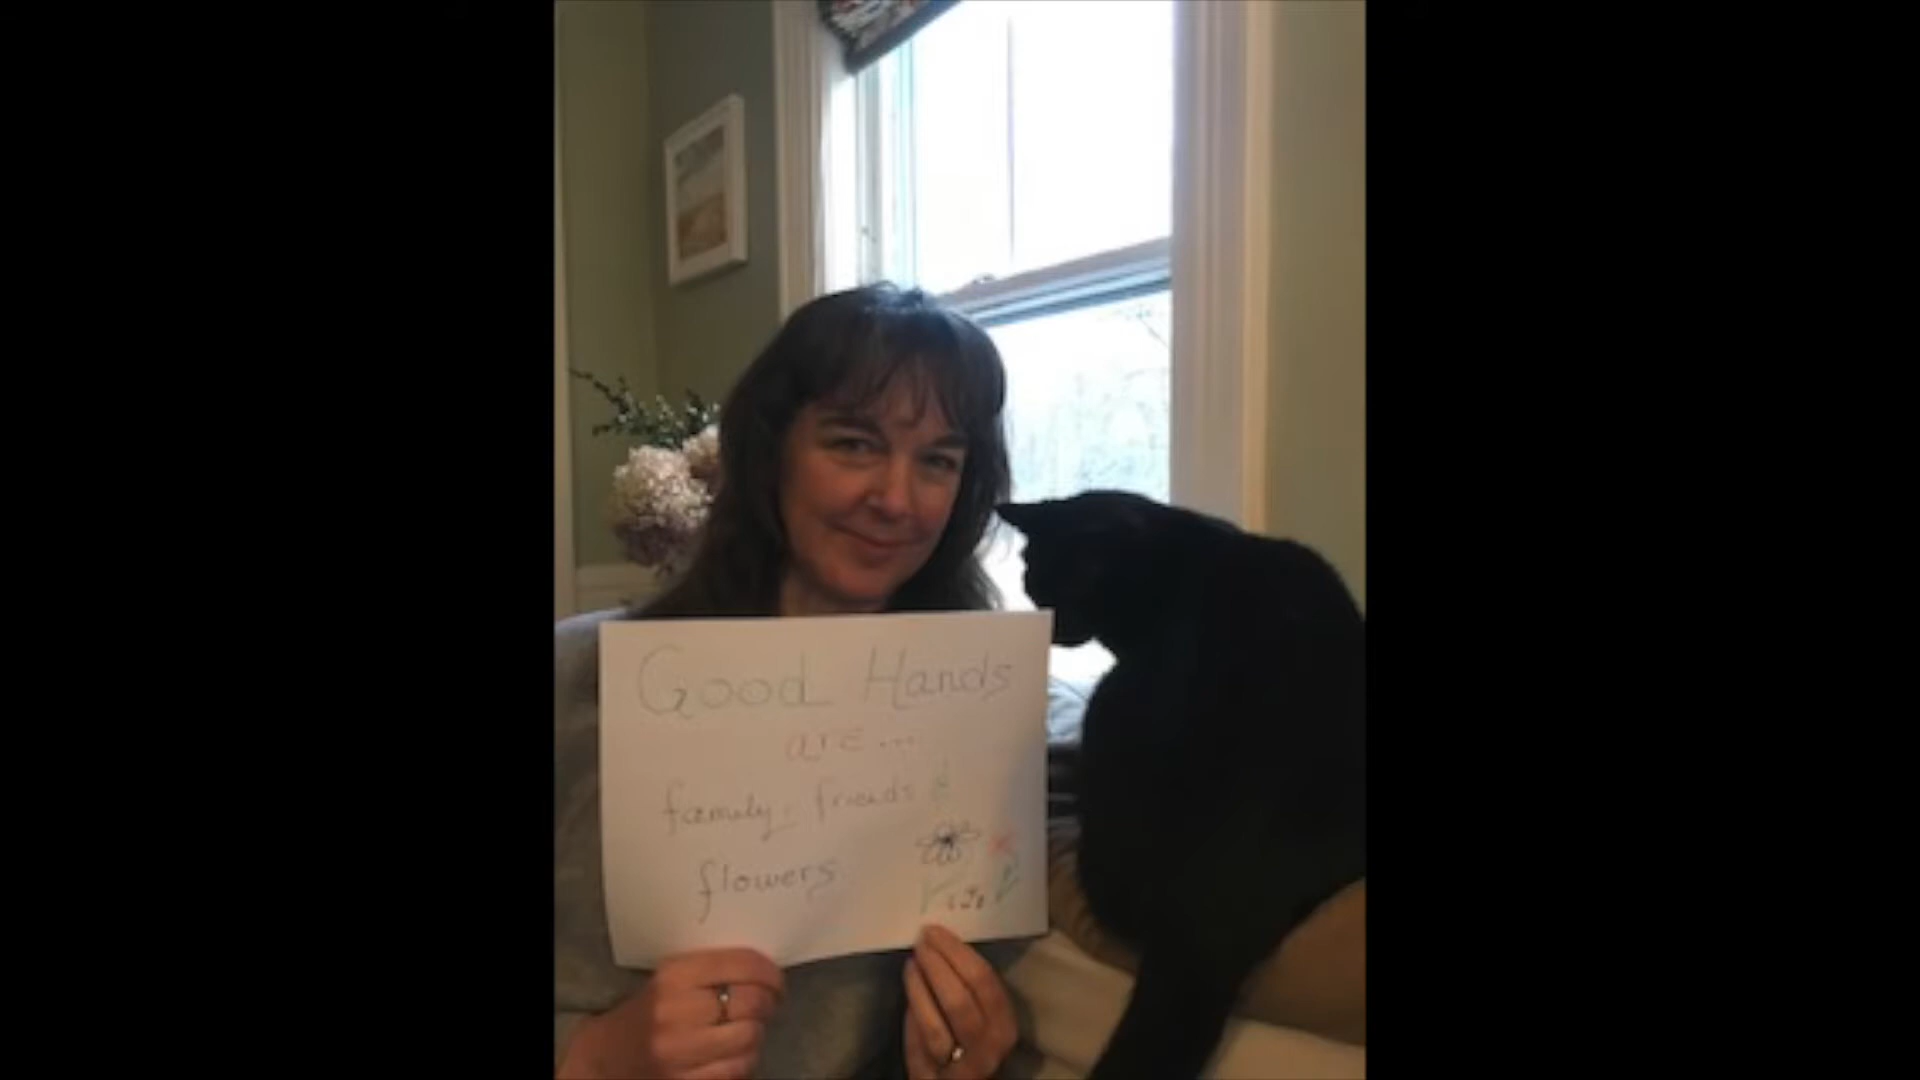 Good Hands
are...
family, friends &
flowers